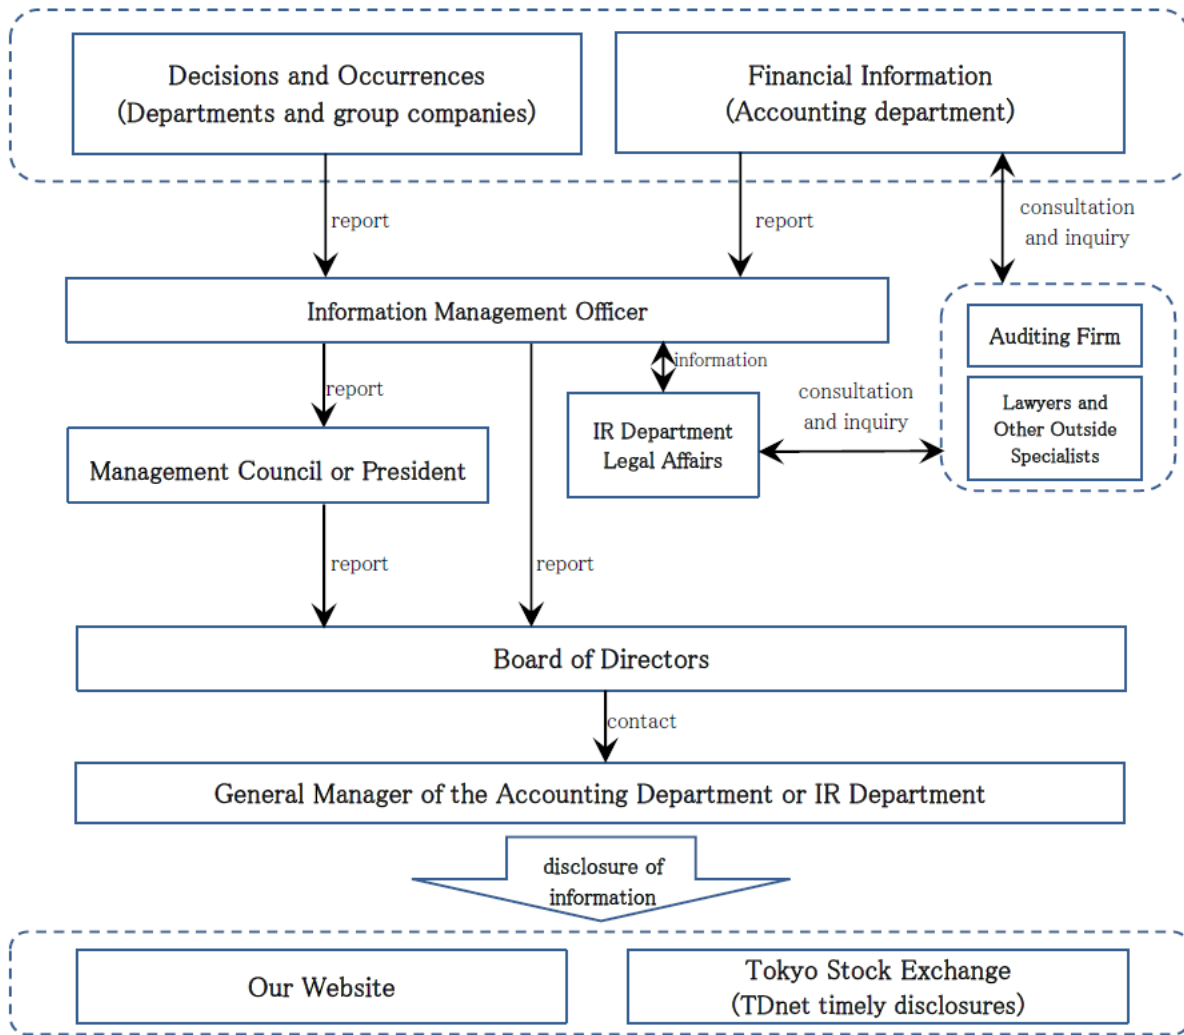 Decisions and Occurrences
(Departments and group companies)
Financial Information
(Accounting department)
report
report
consultation
and inquiry
Information Management Officer
Auditing Firm
information
report
consultation
and inquiry
Lawyers and
Other Outside
Specialists
IR Department
Legal Affairs
Management Council or President
report
report
Board of Directors
contact
General Manager of the Accounting Department or IR Department
disclosure of
information
Our Website
Tokyo Stock Exchange
(TDnet timely disclosures)